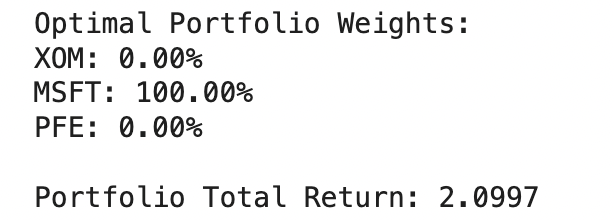 Optimal Portfolio Weights:
XOM: 0.00%
MSFT: 100.00%
PFE: 0.00%
Portfolio Total Return: 2.0997